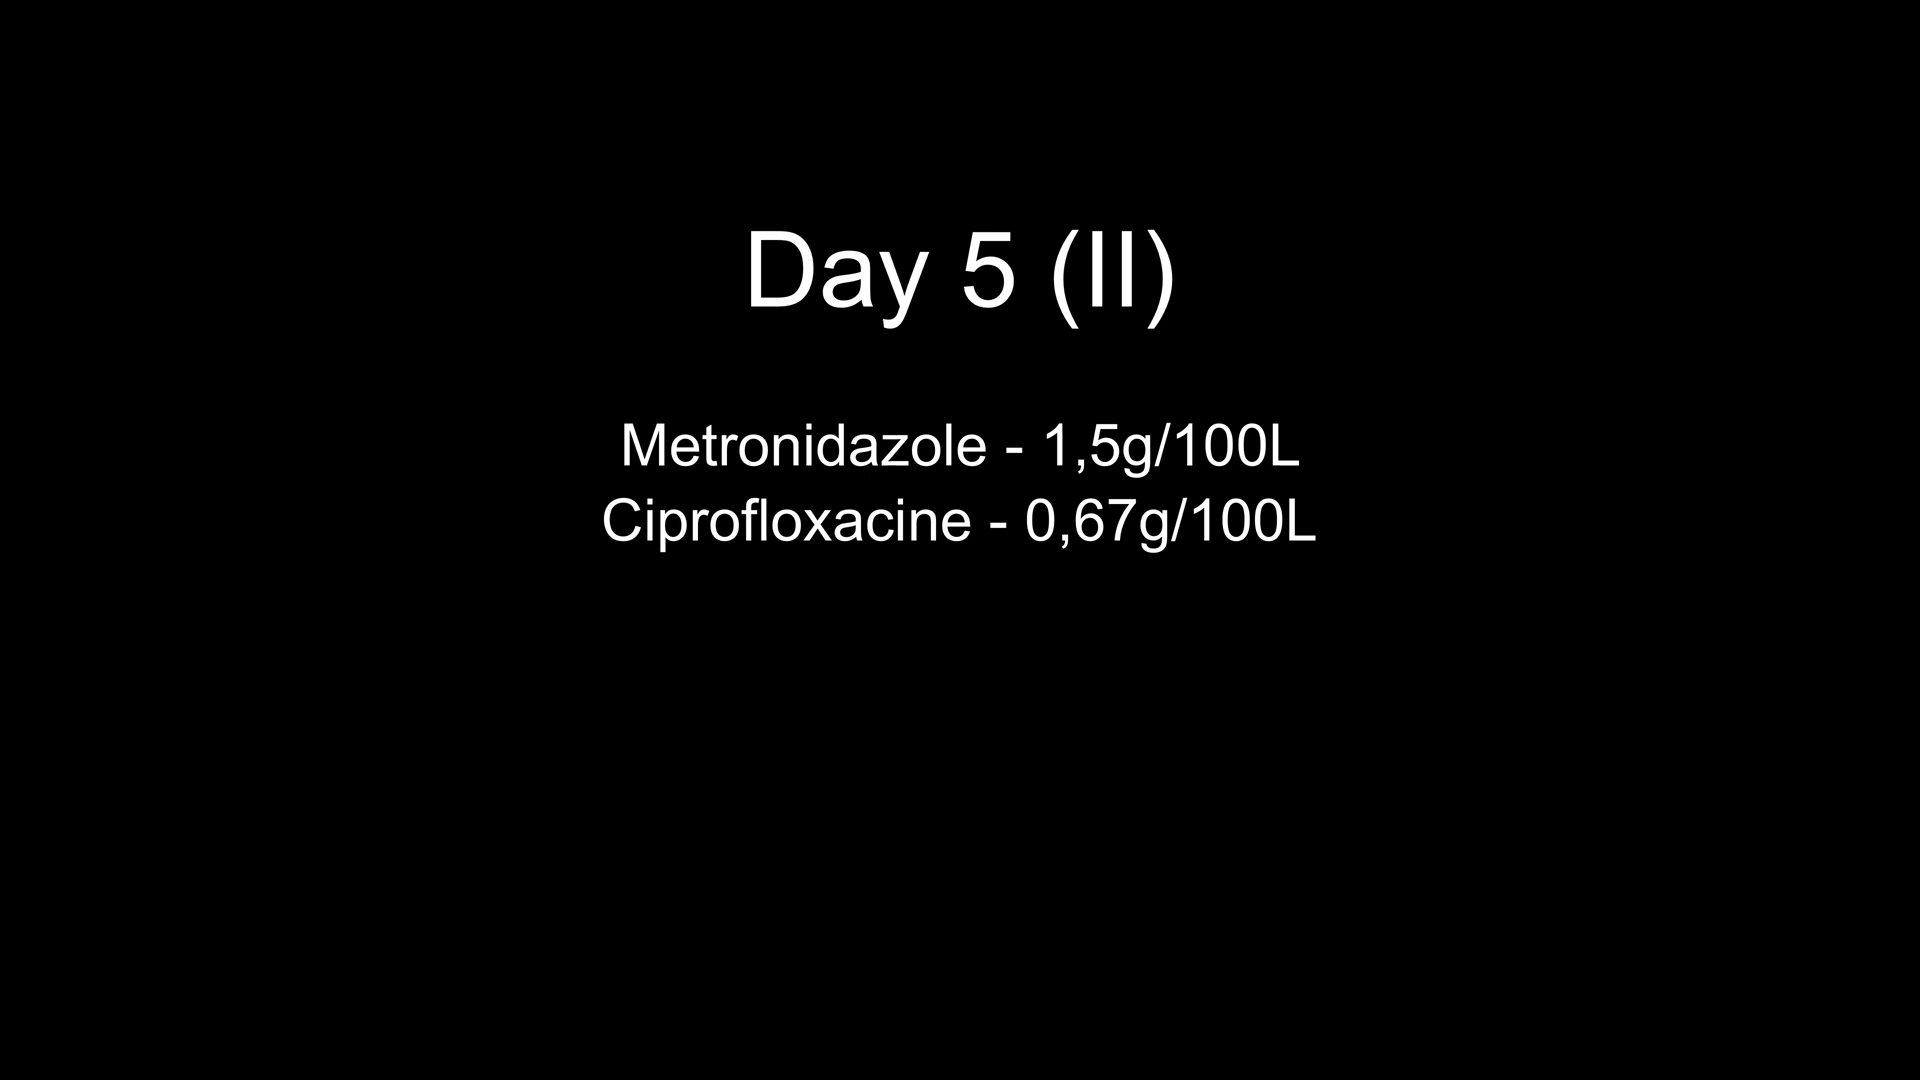 Day 5 (II)
Metronidazole - 1,5g/100L
Ciprofloxacine - 0,67g/100L